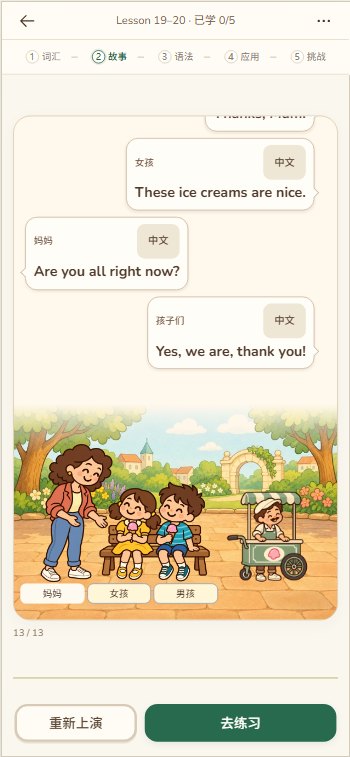 Lesson 19–20 · 已学 0/5
1 词汇 2 故事 3 语法 4 应用 5 挑战
Thanks, Mum.
女孩 中文
These ice creams are nice.
妈妈 中文
Are you all right now?
孩子们 中文
Yes, we are, thank you!
妈妈 女孩 男孩
13 / 13
重新上演 去练习